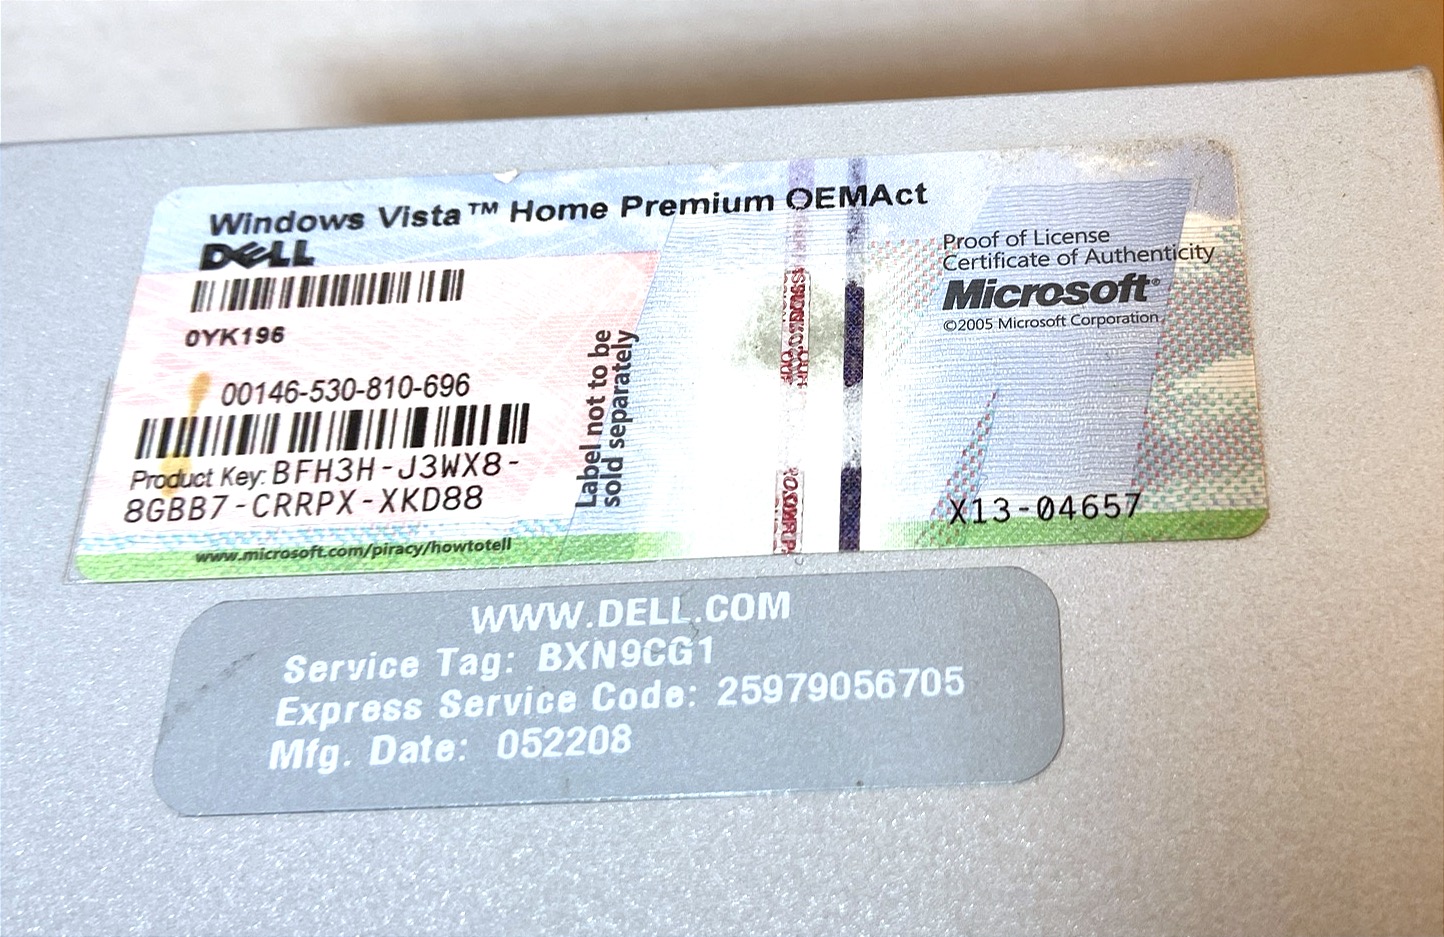 Windows Vista™ Home Premium OEMAct
DELL
0YK196
00146-530-810-696
Product Key: BFH3H-J3WX8-
8GBB7-CRRPX-XKD88
www.microsoft.com/piracy/howtotell
Label not to be
sold separately
Proof of License
Certificate of Authenticity
Microsoft®
©2005 Microsoft Corporation.
X13-04657
WWW.DELL.COM
Service Tag: BXN9CG1
Express Service Code: 25979056705
Mfg. Date: 052208